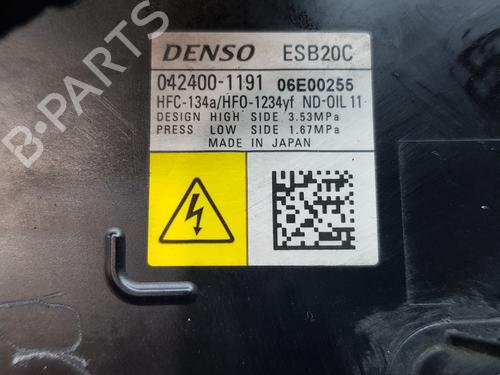 DENSO ESB20C
042400-1191 06E00255
HFC-134a/HFO-1234yf ND-OIL 11
DESIGN HIGH SIDE 3.53MPa
PRESS LOW SIDE 1.67MPa
MADE IN JAPAN